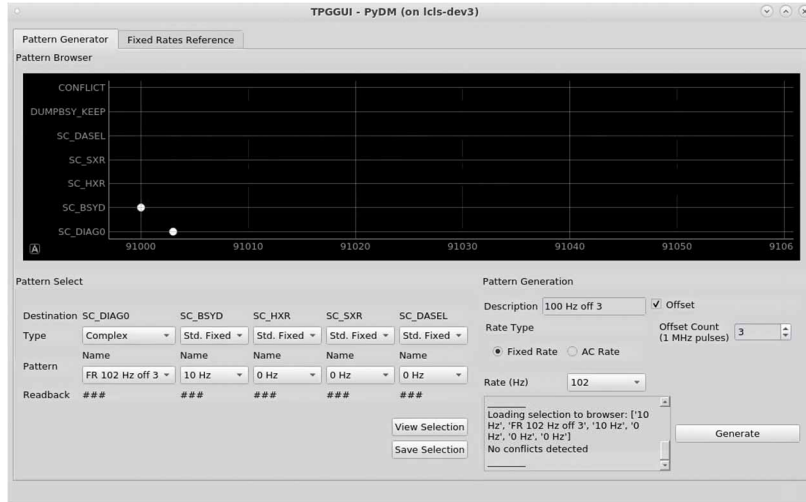 TPGGUI - PyDM (on lcls-dev3)
Pattern Generator Fixed Rates Reference
Pattern Browser
CONFLICT
DUMPBSY_KEEP
SC_DASEL
SC_SXR
SC_HXR
SC_BSYD
SC_DIAG0
A 91000 91010 91020 91030 91040 91050 9106
Pattern Select
Destination SC_DIAG0 SC_BSYD SC_HXR SC_SXR SC_DASEL
Type Complex Std. Fixed Std. Fixed Std. Fixed Std. Fixed
Name Name Name Name Name
Pattern
FR 102 Hz off 3 10 Hz 0 Hz 0 Hz 0 Hz
Readback ### ### ### ### ###
View Selection
Save Selection
Pattern Generation
Description 100 Hz off 3 Offset
Rate Type
Offset Count
(1 MHz pulses) 3
Fixed Rate AC Rate
Rate (Hz) 102
Loading selection to browser: ['10
Hz', 'FR 102 Hz off 3', '10 Hz', '0
Hz', '0 Hz', '0 Hz']
No conflicts detected
Generate